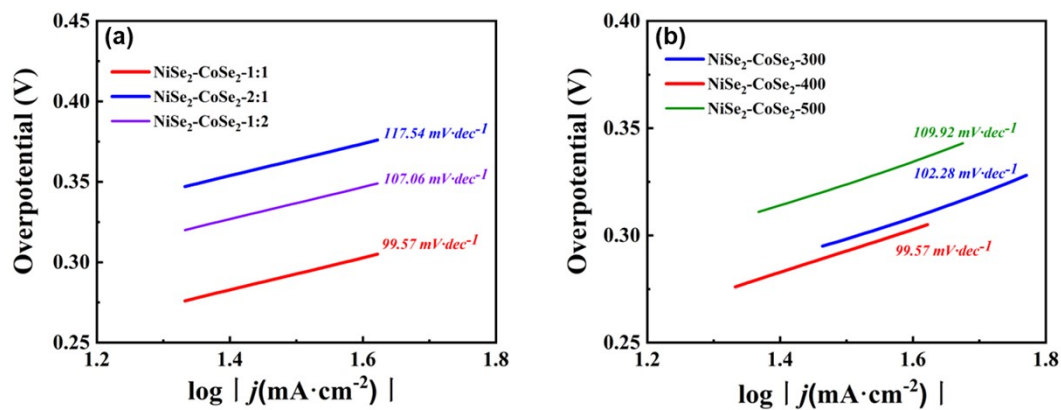 (a)
NiSe₂-CoSe₂-1:1
NiSe₂-CoSe₂-2:1
NiSe₂-CoSe₂-1:2
117.54 mV·dec⁻¹
107.06 mV·dec⁻¹
99.57 mV·dec⁻¹
Overpotential (V)
0.45
0.40
0.35
0.30
0.25
1.2
1.4
1.6
1.8
log | j(mA·cm⁻²) |
(b)
NiSe₂-CoSe₂-300
NiSe₂-CoSe₂-400
NiSe₂-CoSe₂-500
109.92 mV·dec⁻¹
102.28 mV·dec⁻¹
99.57 mV·dec⁻¹
Overpotential (V)
0.40
0.35
0.30
0.25
1.2
1.4
1.6
1.8
log | j(mA·cm⁻²) |